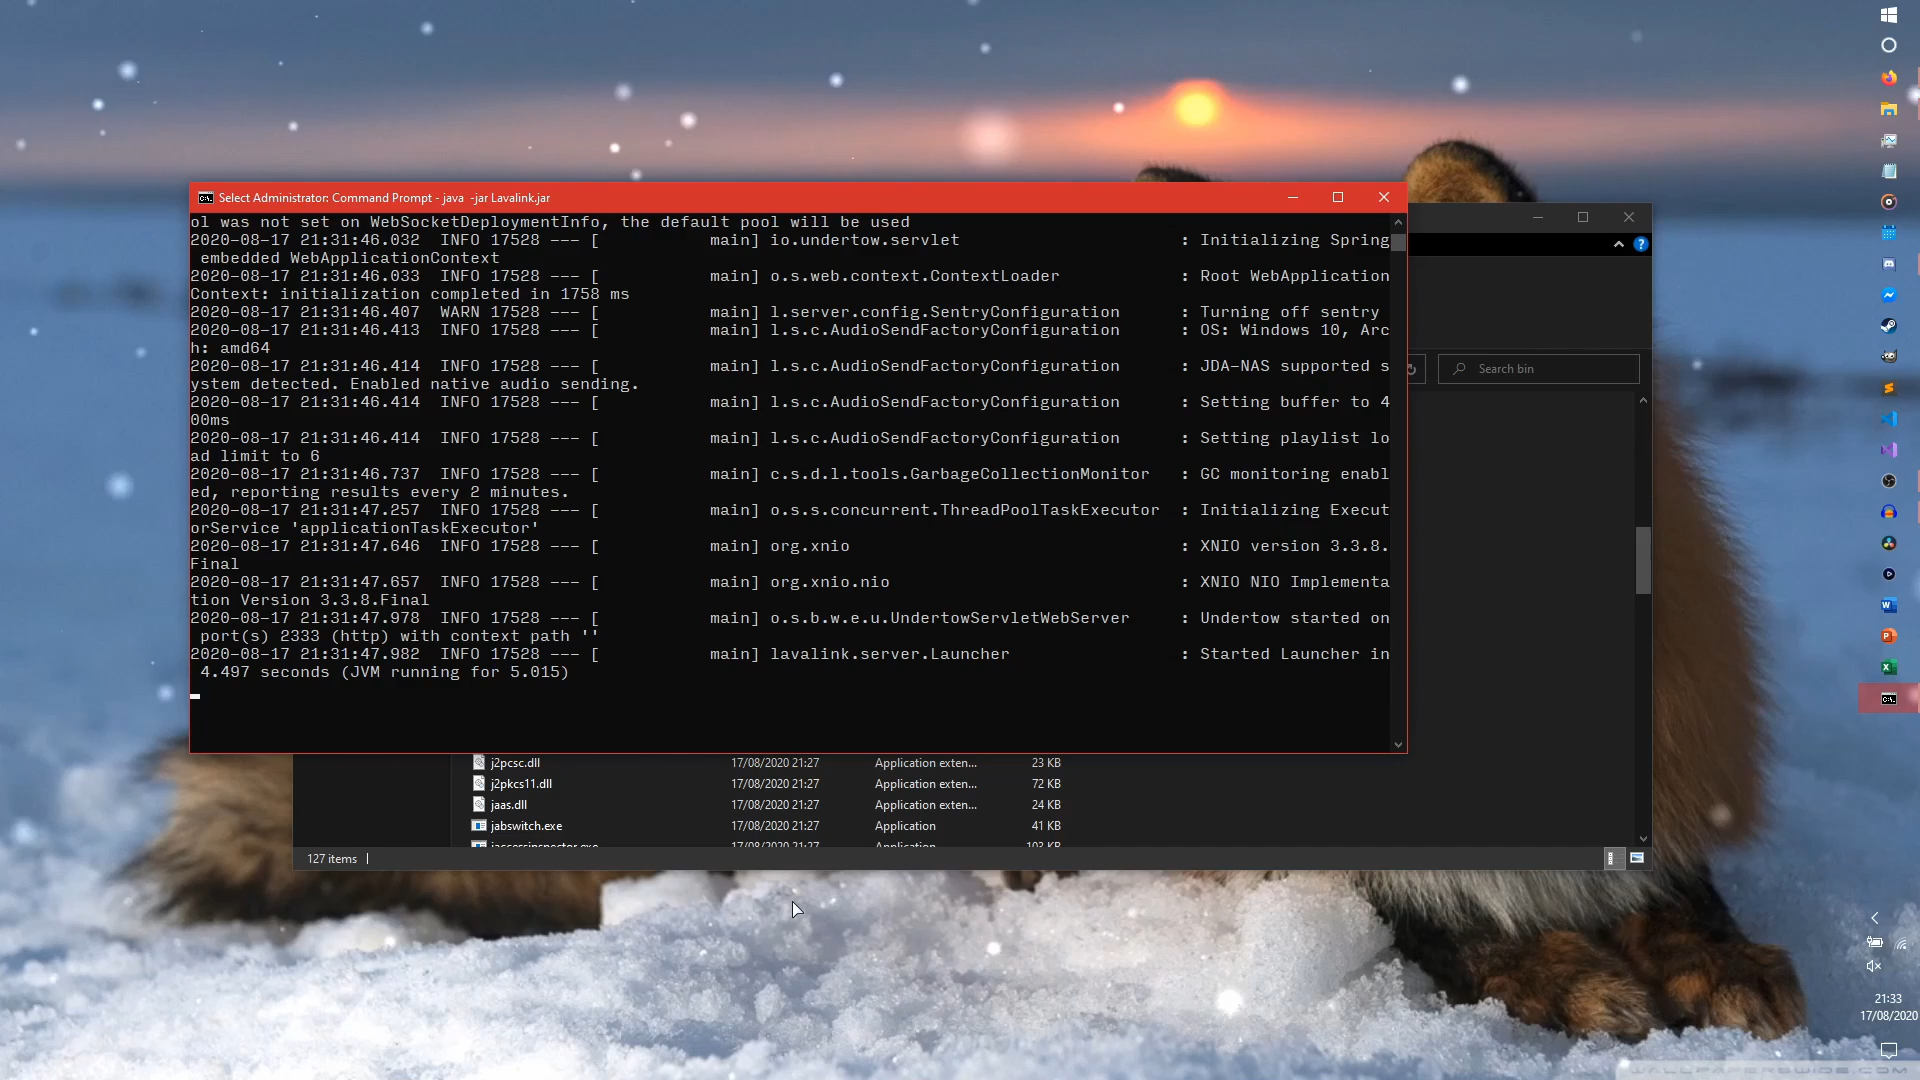 Select Administrator: Command Prompt - java  -jar Lavalink.jar
ol was not set on WebSocketDeploymentInfo, the default pool will be used
2020-08-17 21:31:46.032  INFO 17528 --- [           main] io.undertow.servlet                      : Initializing Spring
 embedded WebApplicationContext
2020-08-17 21:31:46.033  INFO 17528 --- [           main] o.s.web.context.ContextLoader            : Root WebApplication
Context: initialization completed in 1758 ms
2020-08-17 21:31:46.407  WARN 17528 --- [           main] l.server.config.SentryConfiguration      : Turning off sentry
2020-08-17 21:31:46.413  INFO 17528 --- [           main] l.s.c.AudioSendFactoryConfiguration      : OS: Windows 10, Arc
h: amd64
2020-08-17 21:31:46.414  INFO 17528 --- [           main] l.s.c.AudioSendFactoryConfiguration      : JDA-NAS supported s
ystem detected. Enabled native audio sending.
2020-08-17 21:31:46.414  INFO 17528 --- [           main] l.s.c.AudioSendFactoryConfiguration      : Setting buffer to 4
00ms
2020-08-17 21:31:46.414  INFO 17528 --- [           main] l.s.c.AudioSendFactoryConfiguration      : Setting playlist lo
ad limit to 6
2020-08-17 21:31:46.737  INFO 17528 --- [           main] c.s.d.l.tools.GarbageCollectionMonitor   : GC monitoring enabl
ed, reporting results every 2 minutes.
2020-08-17 21:31:47.257  INFO 17528 --- [           main] o.s.s.concurrent.ThreadPoolTaskExecutor  : Initializing Execut
orService 'applicationTaskExecutor'
2020-08-17 21:31:47.646  INFO 17528 --- [           main] org.xnio                                 : XNIO version 3.3.8.
Final
2020-08-17 21:31:47.657  INFO 17528 --- [           main] org.xnio.nio                             : XNIO NIO Implementa
tion Version 3.3.8.Final
2020-08-17 21:31:47.978  INFO 17528 --- [           main] o.s.b.w.e.u.UndertowServletWebServer     : Undertow started on
 port(s) 2333 (http) with context path ''
2020-08-17 21:31:47.982  INFO 17528 --- [           main] lavalink.server.Launcher                 : Started Launcher in
 4.497 seconds (JVM running for 5.015)
Search bin
j2pcsc.dll 17/08/2020 21:27 Application exten... 23 KB
j2pkcs11.dll 17/08/2020 21:27 Application exten... 72 KB
jaas.dll 17/08/2020 21:27 Application exten... 24 KB
jabswitch.exe 17/08/2020 21:27 Application 41 KB
jaccessinspector.exe 17/08/2020 21:27 Application 103 KB
127 items
21:33
17/08/2020